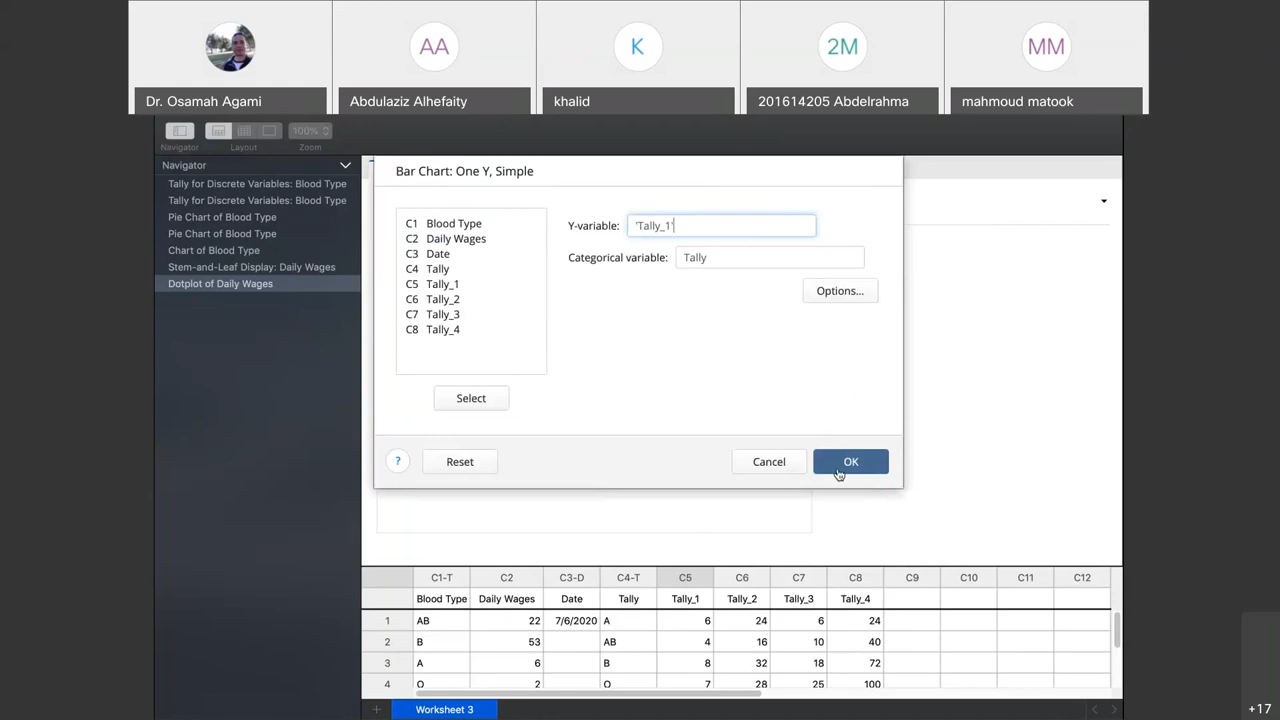 AA
K
2M
MM
Dr. Osamah Agami
Abdulaziz Alhefaity
khalid
201614205 Abdelrahma
mahmoud matook
100%
Navigator
Layout
Zoom
Navigator
Tally for Discrete Variables: Blood Type
Tally for Discrete Variables: Blood Type
Pie Chart of Blood Type
Pie Chart of Blood Type
Chart of Blood Type
Stem-and-Leaf Display: Daily Wages
Dotplot of Daily Wages
Bar Chart: One Y, Simple
C1 Blood Type
C2 Daily Wages
C3 Date
C4 Tally
C5 Tally_1
C6 Tally_2
C7 Tally_3
C8 Tally_4
Select
Y-variable: 'Tally_1'
Categorical variable: Tally
Options...
? Reset Cancel OK
C1-T C2 C3-D C4-T C5 C6 C7 C8 C9 C10 C11 C12
Blood Type Daily Wages Date Tally Tally_1 Tally_2 Tally_3 Tally_4
1 AB 22 7/6/2020 A 6 24 6 24
2 B 53 AB 4 16 10 40
3 A 6 B 8 32 18 72
4 O 2 O 7 28 25 100
+ Worksheet 3
+17